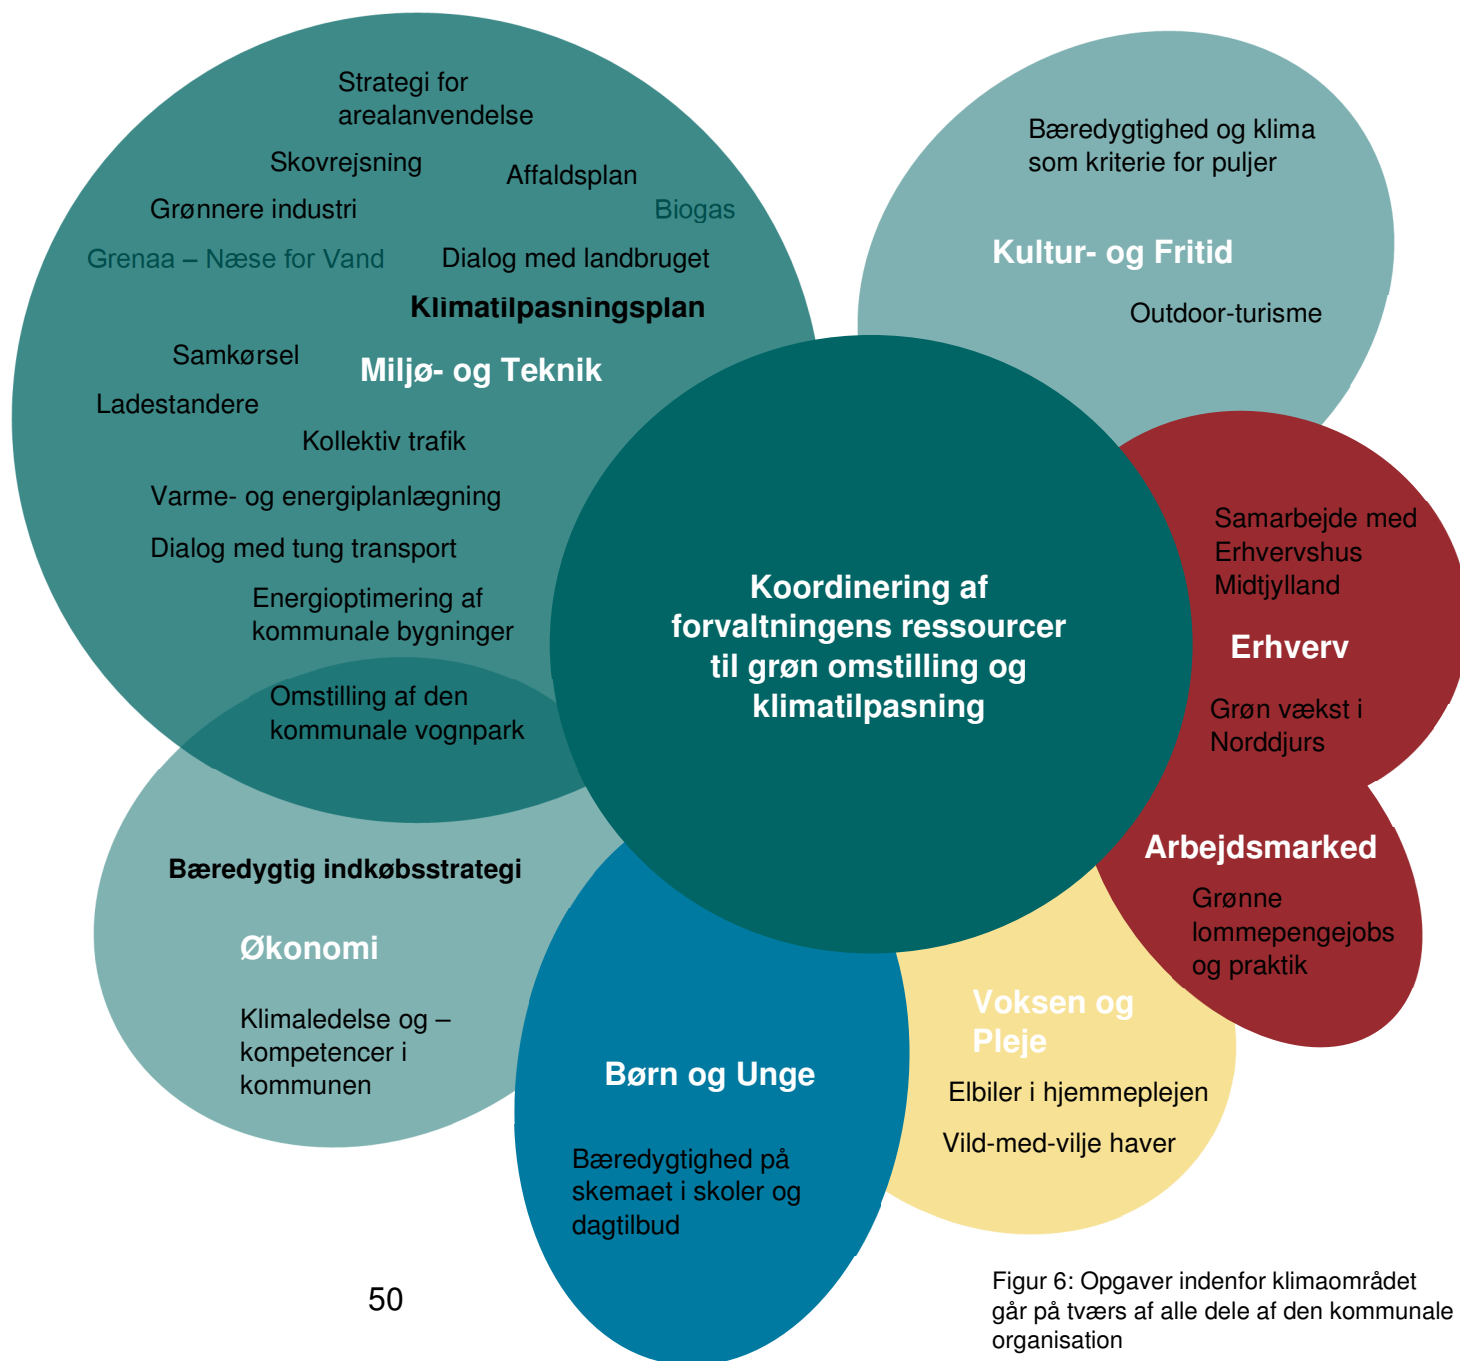 Strategi for
arealanvendelse
Skovrejsning
Affaldsplan
Grønnere industri
Biogas
Grenaa – Næse for Vand
Dialog med landbruget
Klimatilpasningsplan
Samkørsel
Miljø- og Teknik
Ladestandere
Kollektiv trafik
Varme- og energiplanlægning
Dialog med tung transport
Energioptimering af
kommunale bygninger
Omstilling af den
kommunale vognpark
Bæredygtighed og klima
som kriterie for puljer
Kultur- og Fritid
Outdoor-turisme
Koordinering af
forvaltningens ressourcer
til grøn omstilling og
klimatilpasning
Samarbejde med
Erhvervshus
Midtjylland
Erhverv
Grøn vækst i
Norddjurs
Arbejdsmarked
Grønne
lommepengejobs
og praktik
Bæredygtig indkøbsstrategi
Økonomi
Klimaledelse og –
kompetencer i
kommunen
Børn og Unge
Bæredygtighed på
skemaet i skoler og
dagtilbud
Voksen og
Pleje
Elbiler i hjemmeplejen
Vild-med-vilje haver
50
Figur 6: Opgaver indenfor klimaområdet
går på tværs af alle dele af den kommunale
organisation